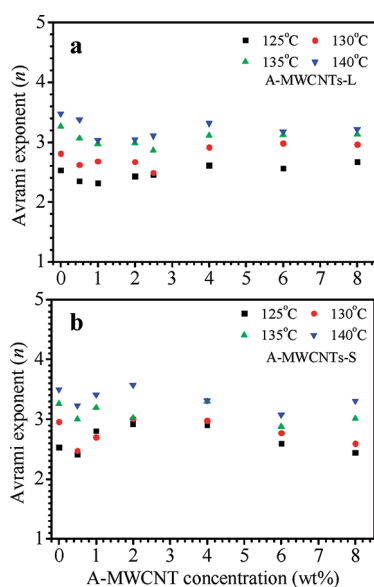 a
125°C 130°C
135°C 140°C
A-MWCNTs-L
Avrami exponent (n)
5
4
3
2
1
0 1 2 3 4 5 6 7 8
b
125°C 130°C
135°C 140°C
A-MWCNTs-S
Avrami exponent (n)
5
4
3
2
1
0 1 2 3 4 5 6 7 8
A-MWCNT concentration (wt%)